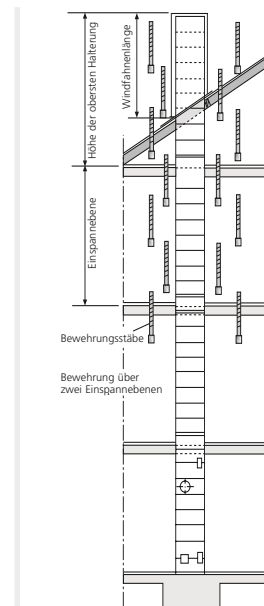 Höhe der obersten Halterung
Windfahnenlänge
Einspannebene
Bewehrungsstäbe
Bewehrung über
zwei Einspannebenen